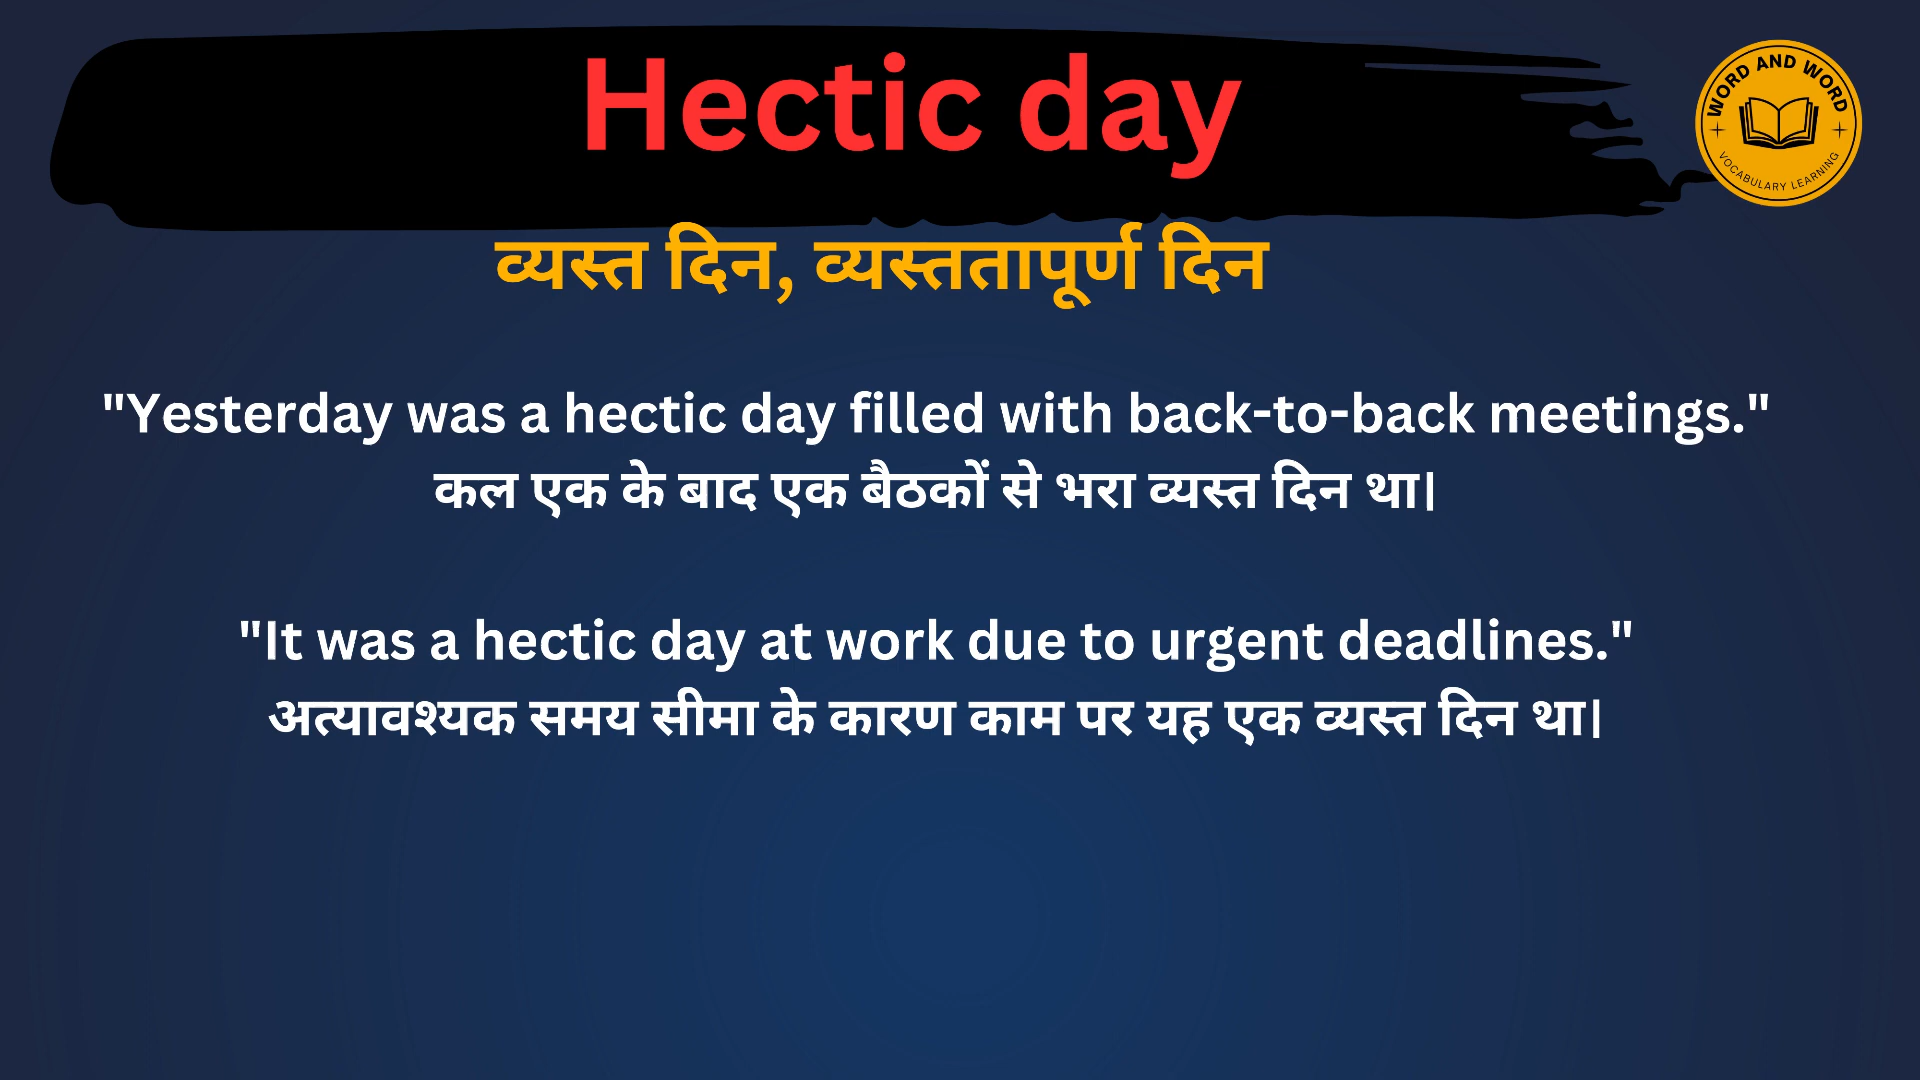 Hectic day
WORD AND WORD
VOCABULARY LEARNING
व्यस्त दिन, व्यस्ततापूर्ण दिन
"Yesterday was a hectic day filled with back-to-back meetings."
कल एक के बाद एक बैठकों से भरा व्यस्त दिन था।
"It was a hectic day at work due to urgent deadlines."
अत्यावश्यक समय सीमा के कारण काम पर यह एक व्यस्त दिन था।